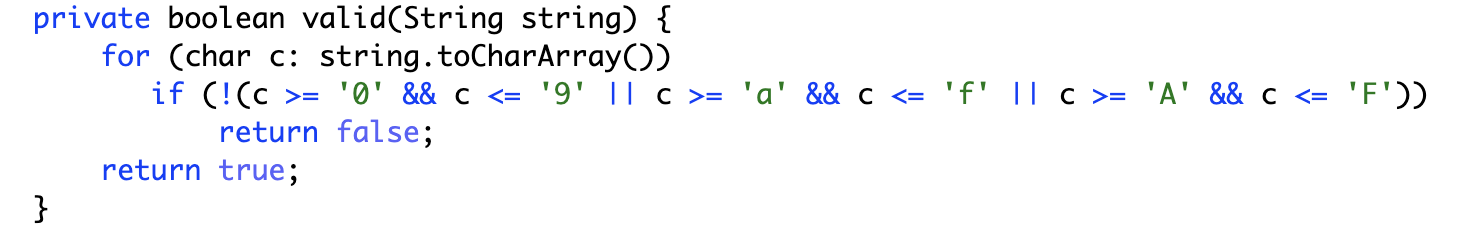 private boolean valid(String string) {
    for (char c: string.toCharArray())
       if (!(c >= '0' && c <= '9' || c >= 'a' && c <= 'f' || c >= 'A' && c <= 'F'))
           return false;
    return true;
}